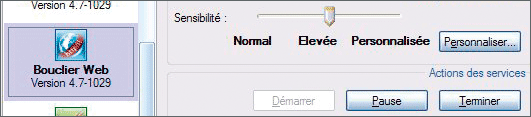 Version 4.7-1029
Bouclier Web
Version 4.7-1029
Sensibilité :
Normal Elevée Personnalisée Personnaliser...
Actions des services
Démarrer Pause Terminer